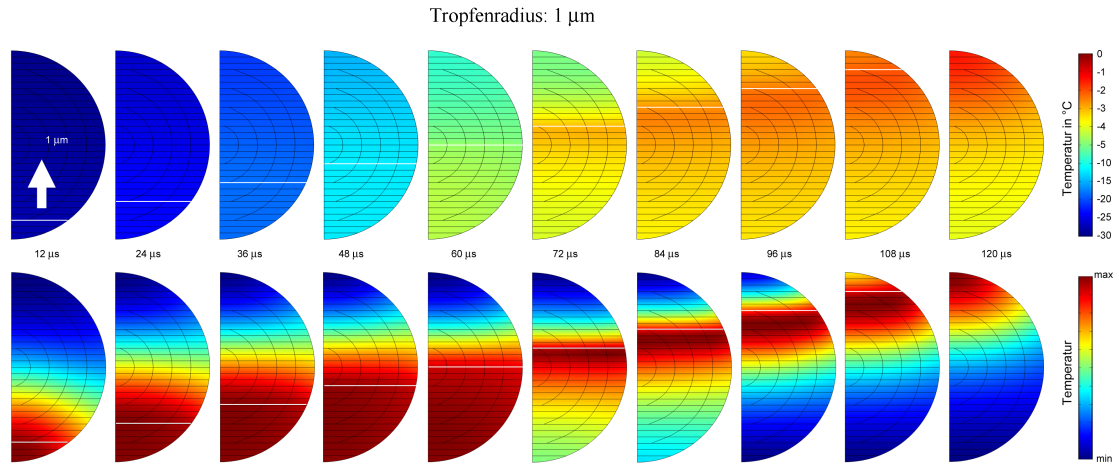 Tropfenradius: 1 µm
1 µm
0
-1
-2
-3
-4
-5
-10
-15
-20
-25
-30
Temperatur in °C
12 µs 24 µs 36 µs 48 µs 60 µs 72 µs 84 µs 96 µs 108 µs 120 µs
max
Temperatur
min